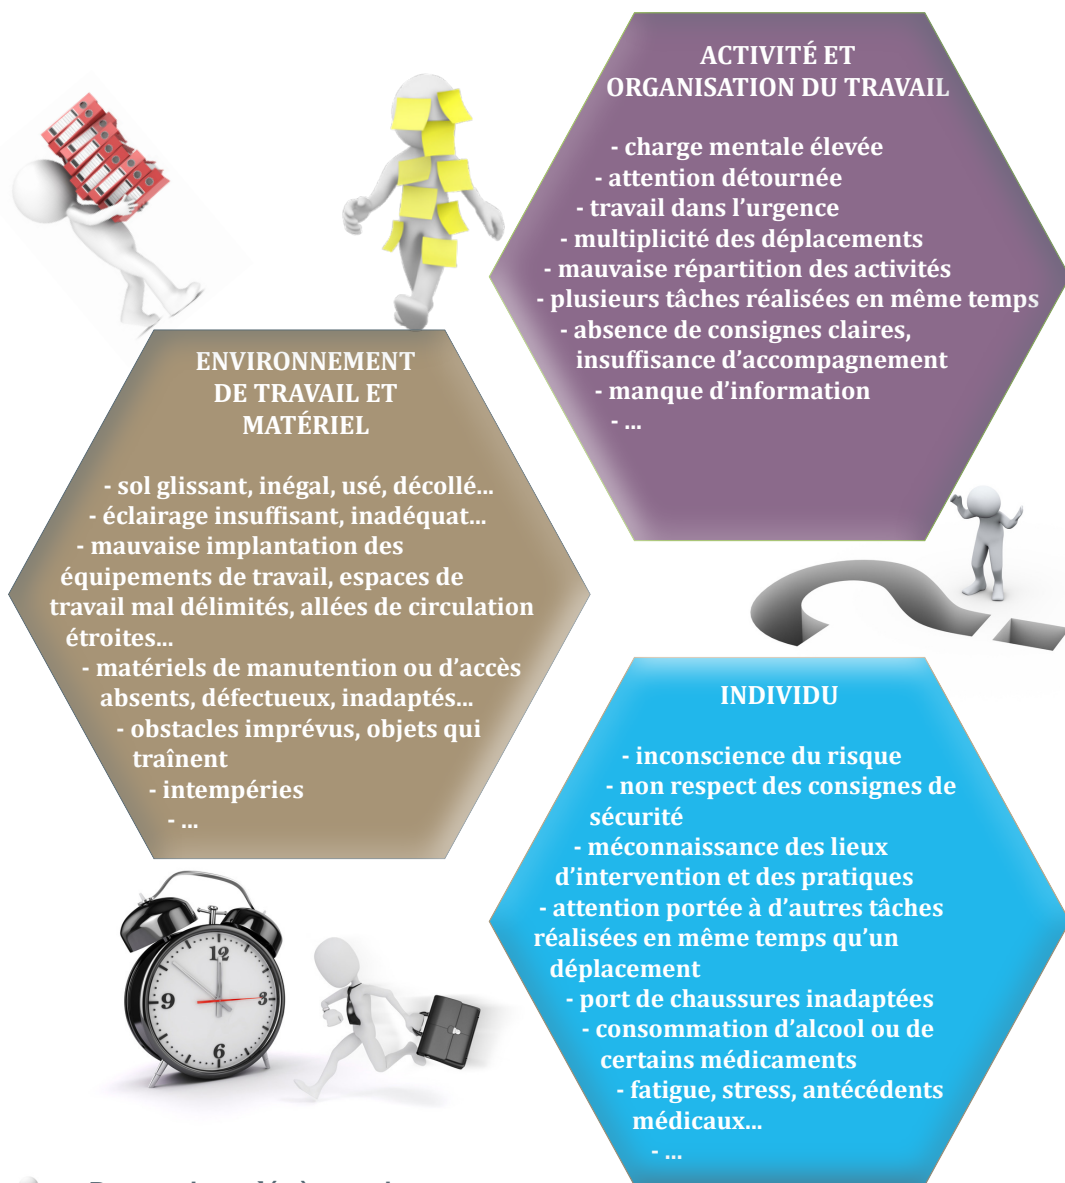 ACTIVITÉ ET
ORGANISATION DU TRAVAIL
- charge mentale élevée
- attention détournée
- travail dans l'urgence
- multiplicité des déplacements
- mauvaise répartition des activités
- plusieurs tâches réalisées en même temps
- absence de consignes claires,
insuffisance d'accompagnement
- manque d'information
- ...
ENVIRONNEMENT
DE TRAVAIL ET
MATÉRIEL
- sol glissant, inégal, usé, décollé...
- éclairage insuffisant, inadéquat...
- mauvaise implantation des
équipements de travail, espaces de
travail mal délimités, allées de circulation
étroites...
- matériels de manutention ou d'accès
absents, défectueux, inadaptés...
- obstacles imprévus, objets qui
traînent
- intempéries
- ...
INDIVIDU
- inconscience du risque
- non respect des consignes de
sécurité
- méconnaissance des lieux
d'intervention et des pratiques
- attention portée à d'autres tâches
réalisées en même temps qu'un
déplacement
- port de chaussures inadaptées
- consommation d'alcool ou de
certains médicaments
- fatigue, stress, antécédents
médicaux...
- ...
12
3
6
9